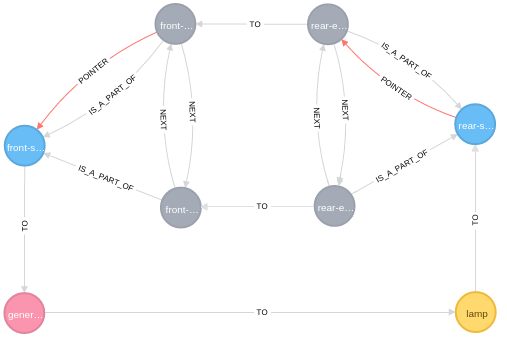 front-...
TO
rear-e...
POINTER
IS_A_PART_OF
IS_A_PART_OF
POINTER
NEXT
NEXT
NEXT
NEXT
front-s...
rear-s...
IS_A_PART_OF
IS_A_PART_OF
front-...
TO
rear-e...
TO
TO
gener...
TO
lamp